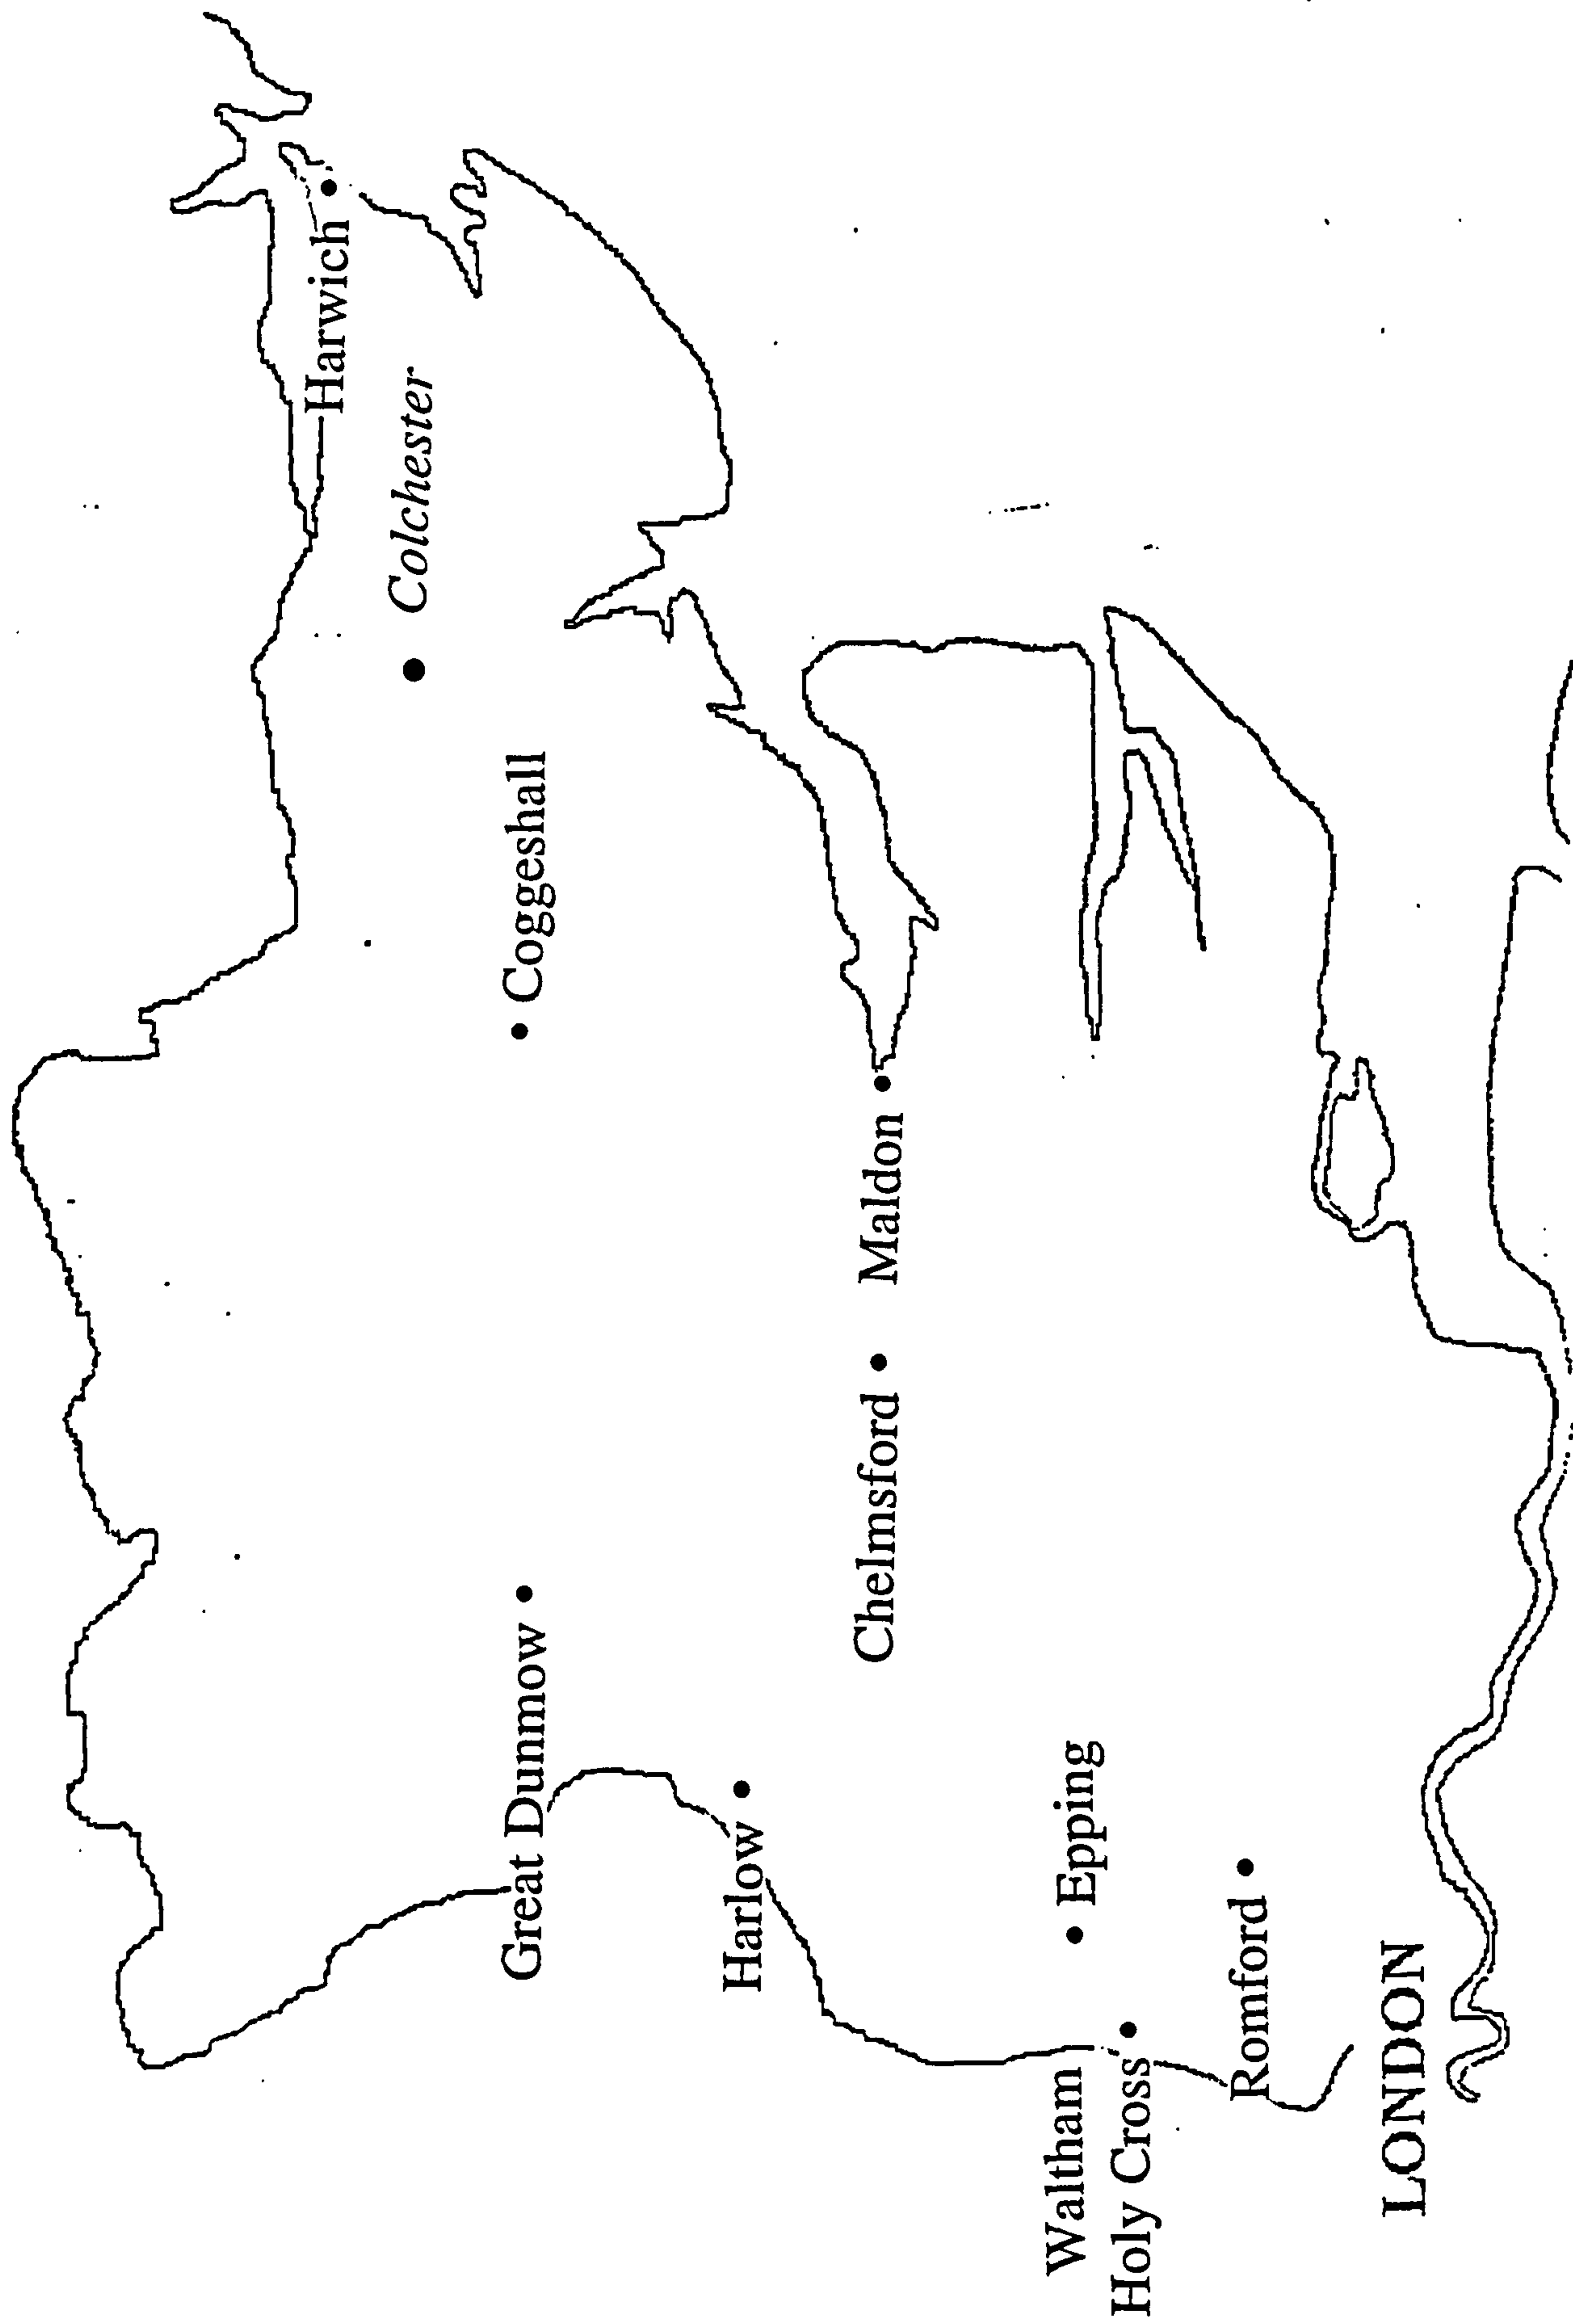 Harwich
Colchester
Coggeshall
Great Dunmow
Harlow
Maldon
Chelmsford
Epping
Waltham
Holy Cross
Romford
LONDON